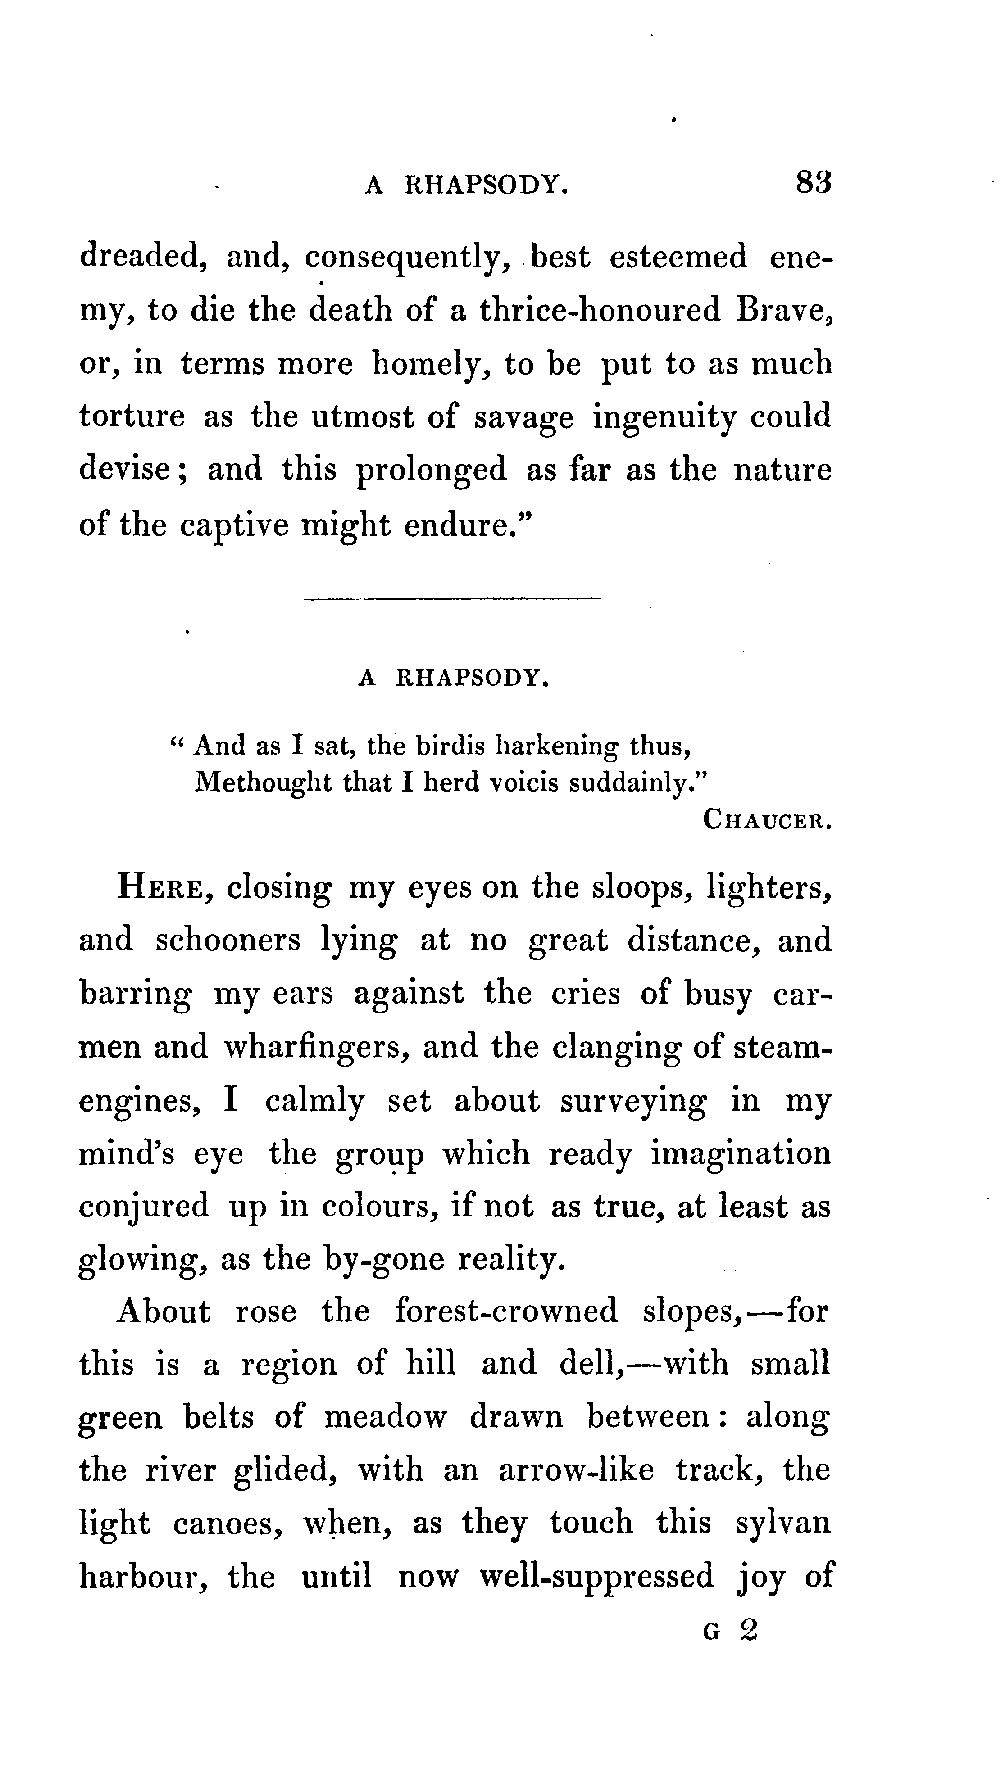 A RHAPSODY. 83
dreaded, and, consequently, best esteemed ene-
my, to die the death of a thrice-honoured Brave,
or, in terms more homely, to be put to as much
torture as the utmost of savage ingenuity could
devise; and this prolonged as far as the nature
of the captive might endure.”
A RHAPSODY.
“ And as I sat, the birdis harkening thus,
Methought that I herd voicis suddainly.”
CHAUCER.
HERE, closing my eyes on the sloops, lighters,
and schooners lying at no great distance, and
barring my ears against the cries of busy car-
men and wharfingers, and the clanging of steam-
engines, I calmly set about surveying in my
mind’s eye the group which ready imagination
conjured up in colours, if not as true, at least as
glowing, as the by-gone reality.
About rose the forest-crowned slopes,—for
this is a region of hill and dell,—with small
green belts of meadow drawn between: along
the river glided, with an arrow-like track, the
light canoes, when, as they touch this sylvan
harbour, the until now well-suppressed joy of
G 2